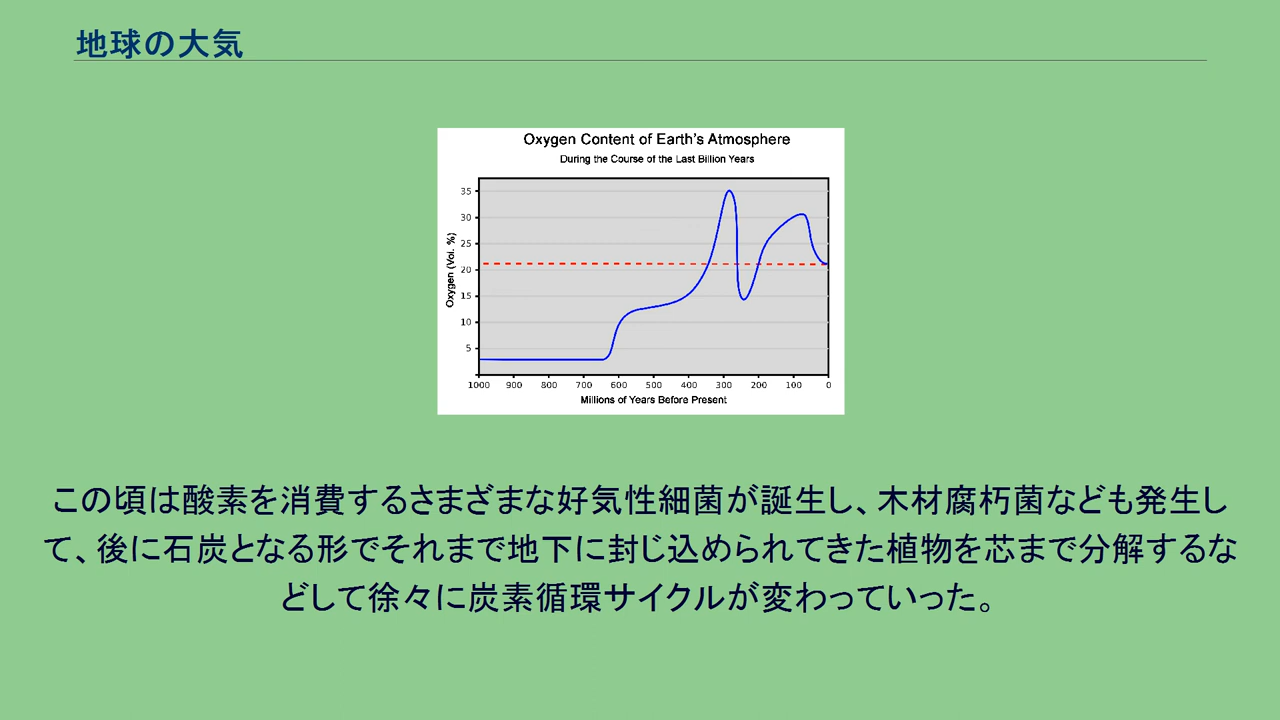 地球の大気
Oxygen Content of Earth's Atmosphere
During the Course of the Last Billion Years
Oxygen (Vol. %)
35
30
25
20
15
10
5
1000 900 800 700 600 500 400 300 200 100 0
Millions of Years Before Present
この頃は酸素を消費するさまざまな好気性細菌が誕生し、木材腐朽菌なども発生し
て、後に石炭となる形でそれまで地下に封じ込められてきた植物を芯まで分解するな
どして徐々に炭素循環サイクルが変わっていった。